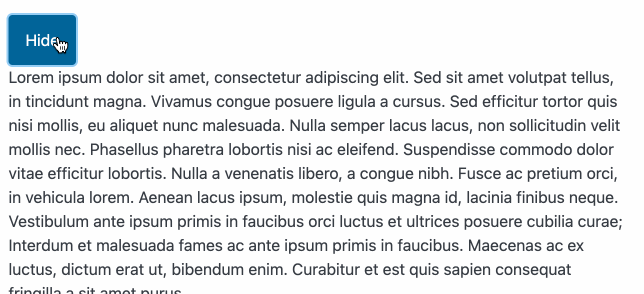 Hide
Lorem ipsum dolor sit amet, consectetur adipiscing elit. Sed sit amet volutpat tellus,
in tincidunt magna. Vivamus congue posuere ligula a cursus. Sed efficitur tortor quis
nisi mollis, eu aliquet nunc malesuada. Nulla semper lacus lacus, non sollicitudin velit
mollis nec. Phasellus pharetra lobortis nisi ac eleifend. Suspendisse commodo dolor
vitae efficitur lobortis. Nulla a venenatis libero, a congue nibh. Fusce ac pretium orci,
in vehicula lorem. Aenean lacus ipsum, molestie quis magna id, lacinia finibus neque.
Vestibulum ante ipsum primis in faucibus orci luctus et ultrices posuere cubilia curae;
Interdum et malesuada fames ac ante ipsum primis in faucibus. Maecenas ac ex
luctus, dictum erat ut, bibendum enim. Curabitur et est quis sapien consequat
fringilla a sit amet purus.